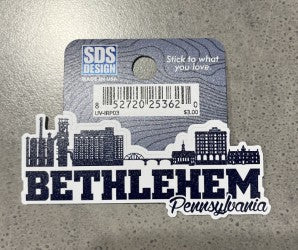 SDS
DESIGN
MADE IN USA
Stick to what
you love.
8 52720 25362 0
UV-IRP03
$3.00
BETHLEHEM
Pennsylvania